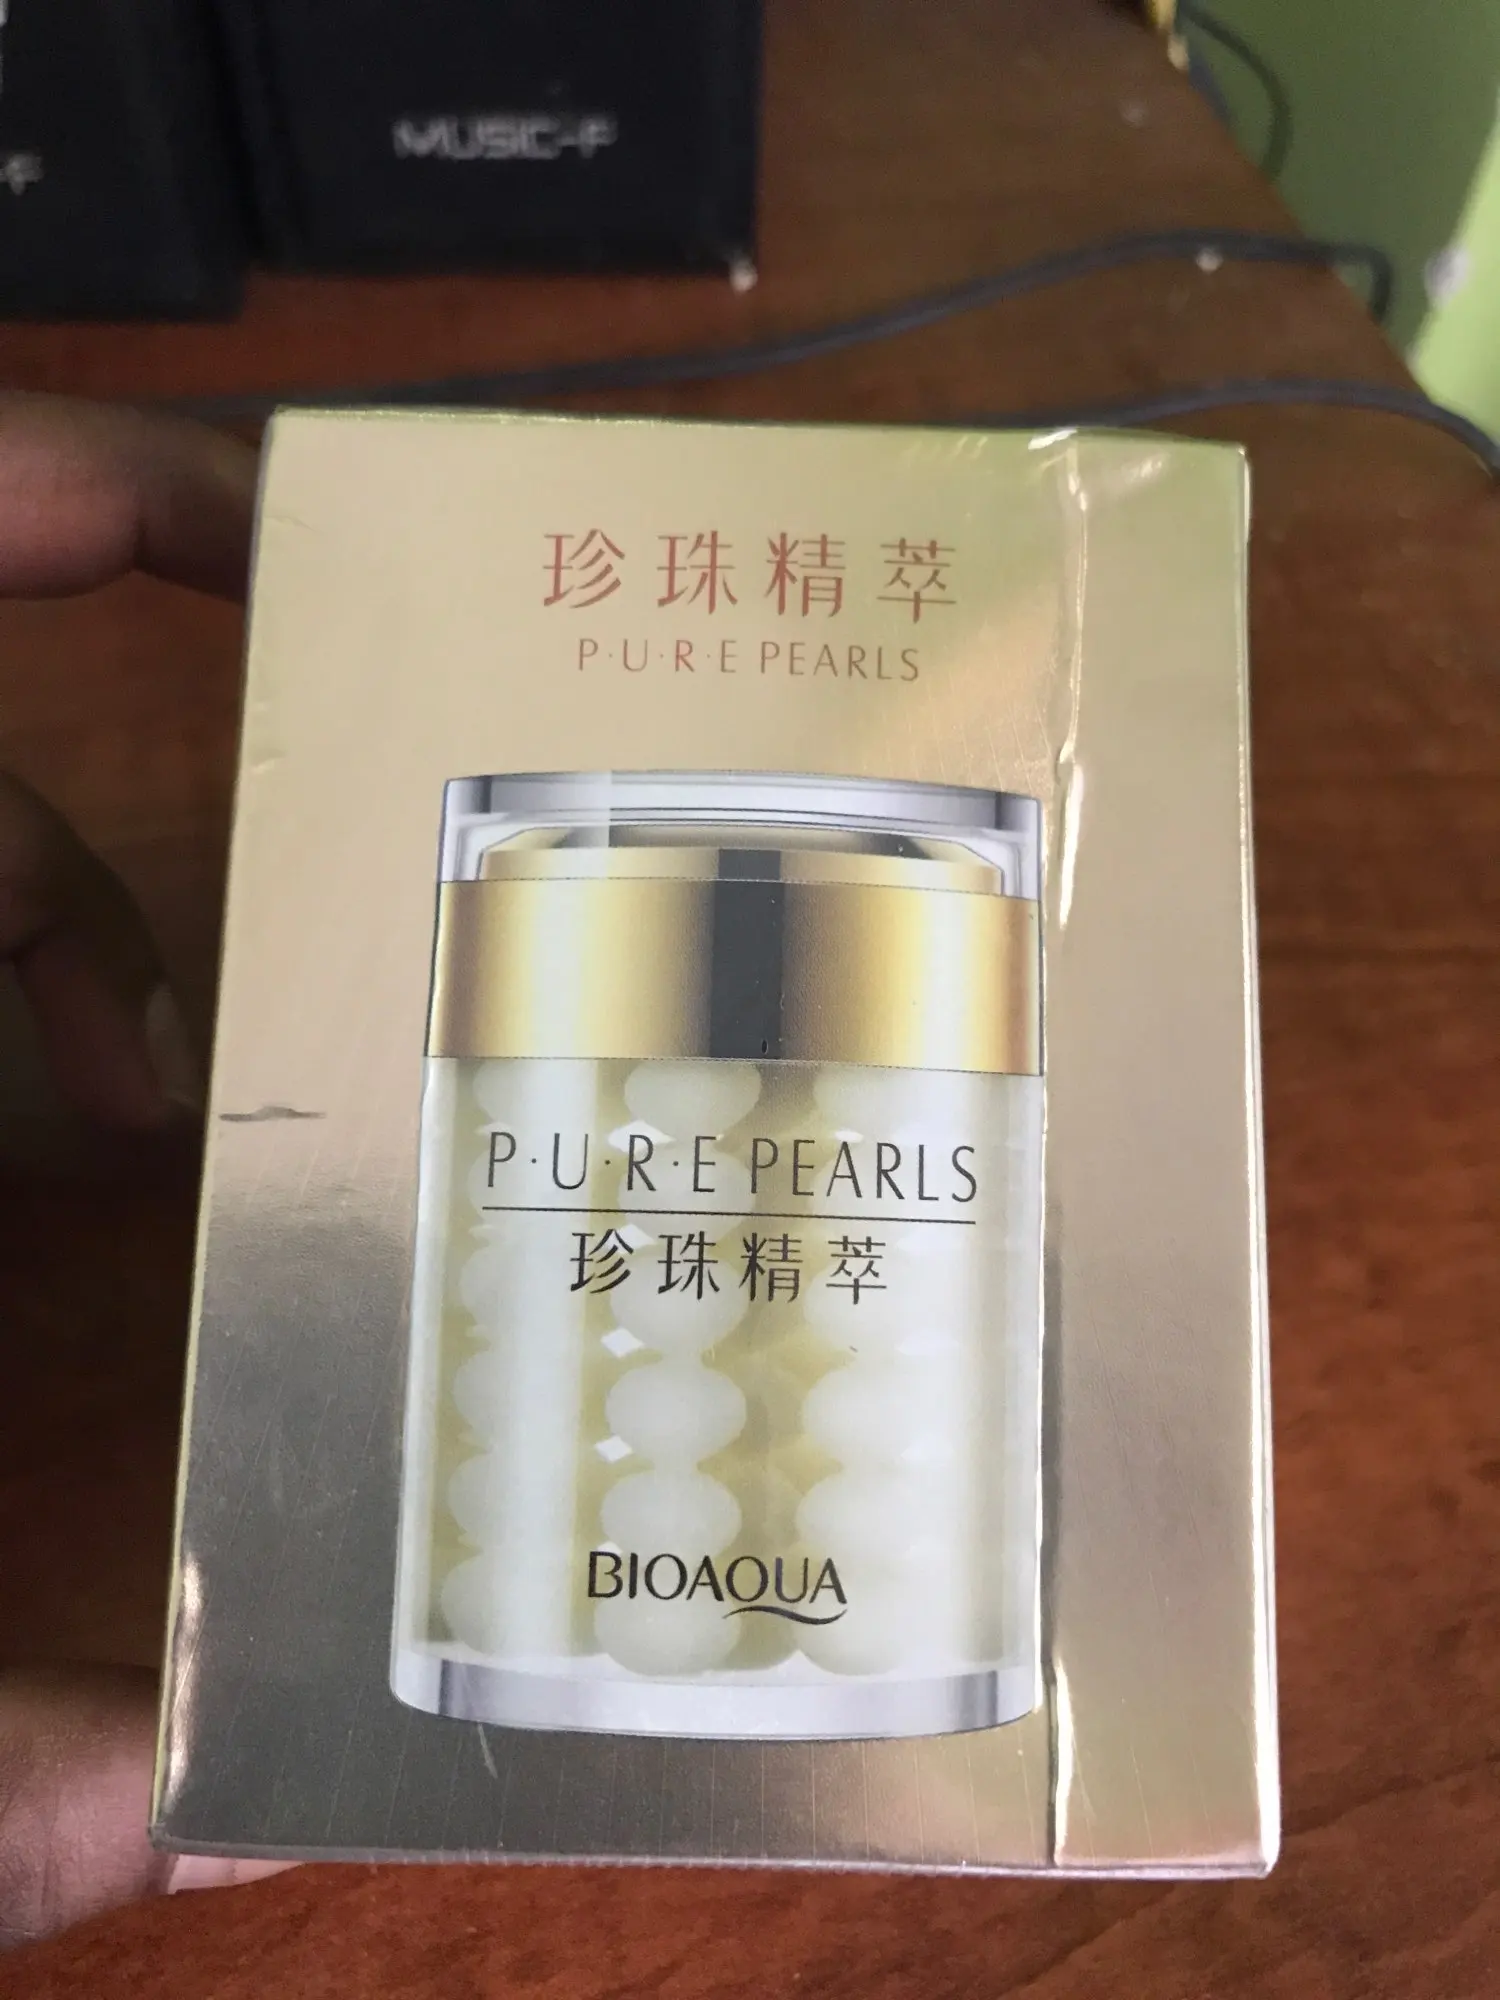 MUSIC-F
-F
珍珠精萃
P·U·R·E PEARLS
P·U·R·E PEARLS
珍珠精萃
BIOAQUA